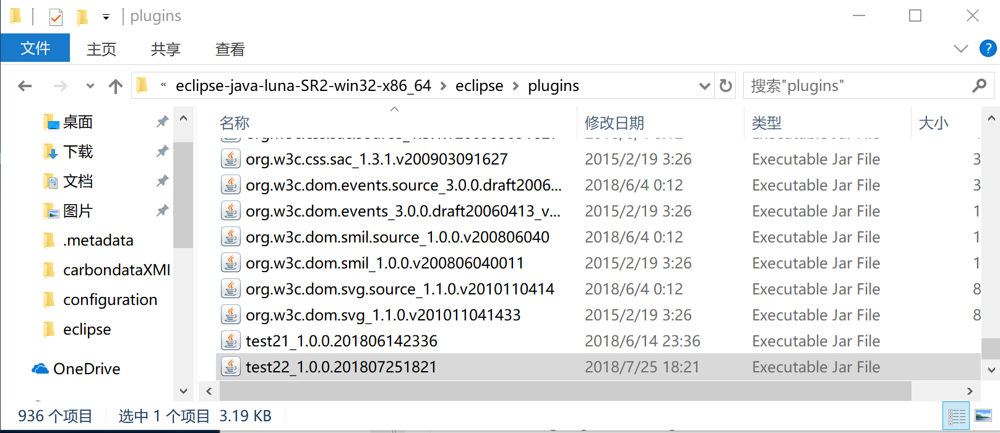 plugins
文件 主页 共享 查看
« eclipse-java-luna-SR2-win32-x86_64 > eclipse > plugins 搜索"plugins"
名称 修改日期 类型 大小
桌面
下载
文档
图片
.metadata
carbondataXMl
configuration
eclipse
OneDrive
org.w3c.css.sac_1.3.1.v200903091627 2015/2/19 3:26 Executable Jar File 3
org.w3c.dom.events.source_3.0.0.draft2006... 2018/6/4 0:12 Executable Jar File 3
org.w3c.dom.events_3.0.0.draft20060413_v... 2015/2/19 3:26 Executable Jar File 1
org.w3c.dom.smil.source_1.0.0.v200806040 2018/6/4 0:12 Executable Jar File 1
org.w3c.dom.smil_1.0.0.v200806040011 2015/2/19 3:26 Executable Jar File 1
org.w3c.dom.svg.source_1.1.0.v2010110414 2018/6/4 0:12 Executable Jar File 8
org.w3c.dom.svg_1.1.0.v201011041433 2015/2/19 3:26 Executable Jar File 8
test21_1.0.0.201806142336 2018/6/14 23:36 Executable Jar File
test22_1.0.0.201807251821 2018/7/25 18:21 Executable Jar File
936 个项目 选中 1 个项目 3.19 KB